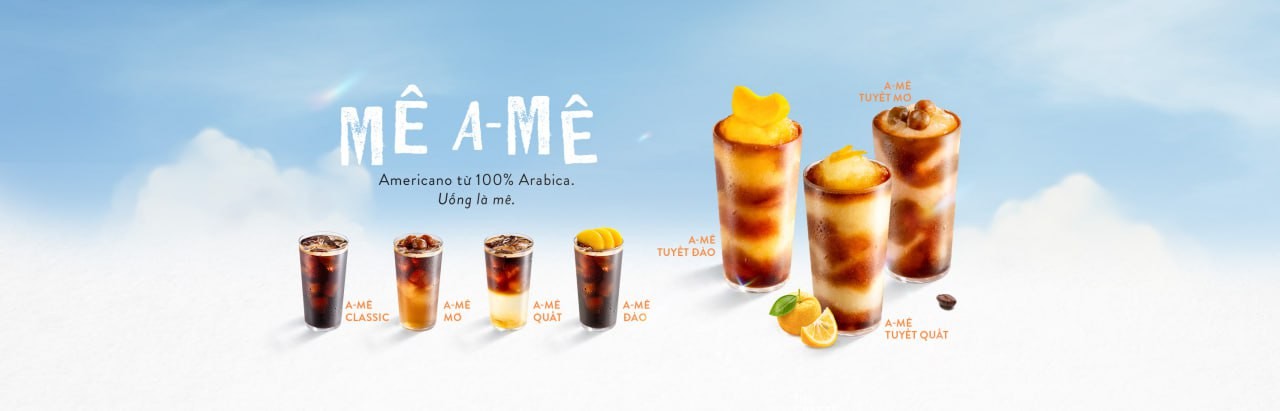 MÊ A-MÊ
Americano từ 100% Arabica.
Uống là mê.
A-MÊ
CLASSIC
A-MÊ
MƠ
A-MÊ
QUẤT
A-MÊ
ĐÀO
A-MÊ
TUYẾT ĐÀO
A-MÊ
TUYẾT MƠ
A-MÊ
TUYẾT QUẤT